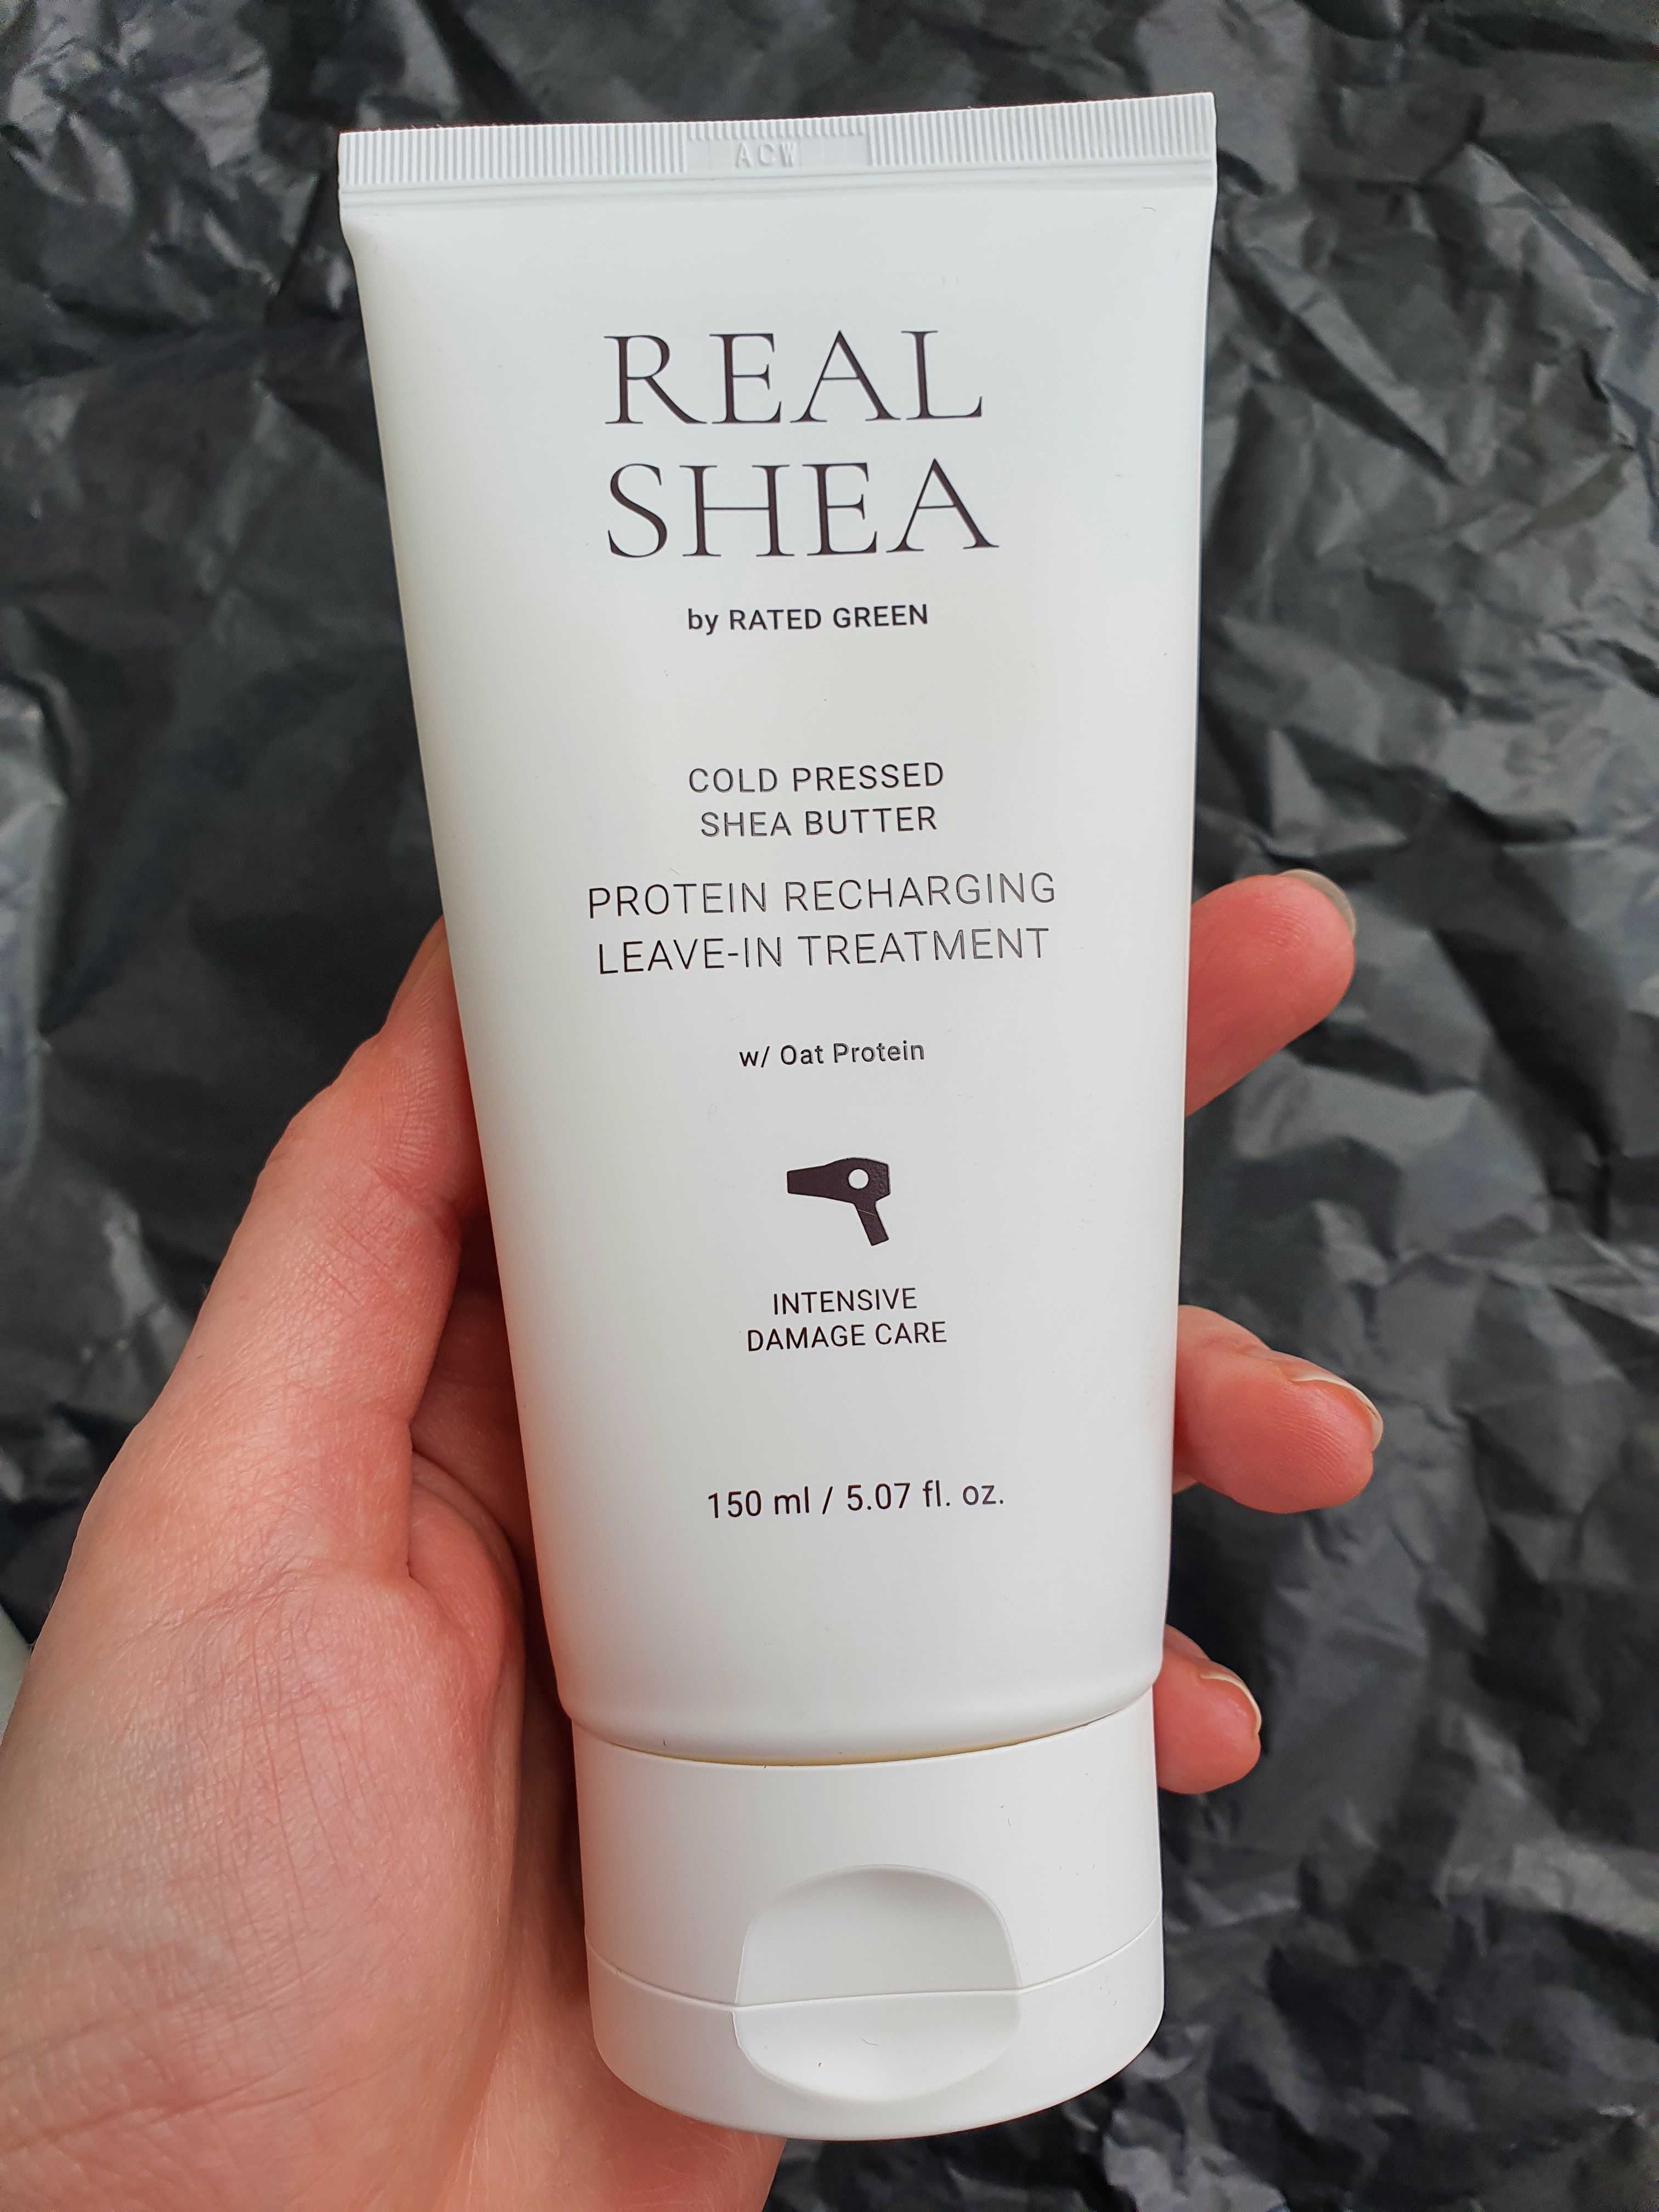 ACW
REAL
SHEA
by RATED GREEN
COLD PRESSED
SHEA BUTTER
PROTEIN RECHARGING
LEAVE-IN TREATMENT
w/ Oat Protein
INTENSIVE
DAMAGE CARE
150 ml / 5.07 fl. oz.